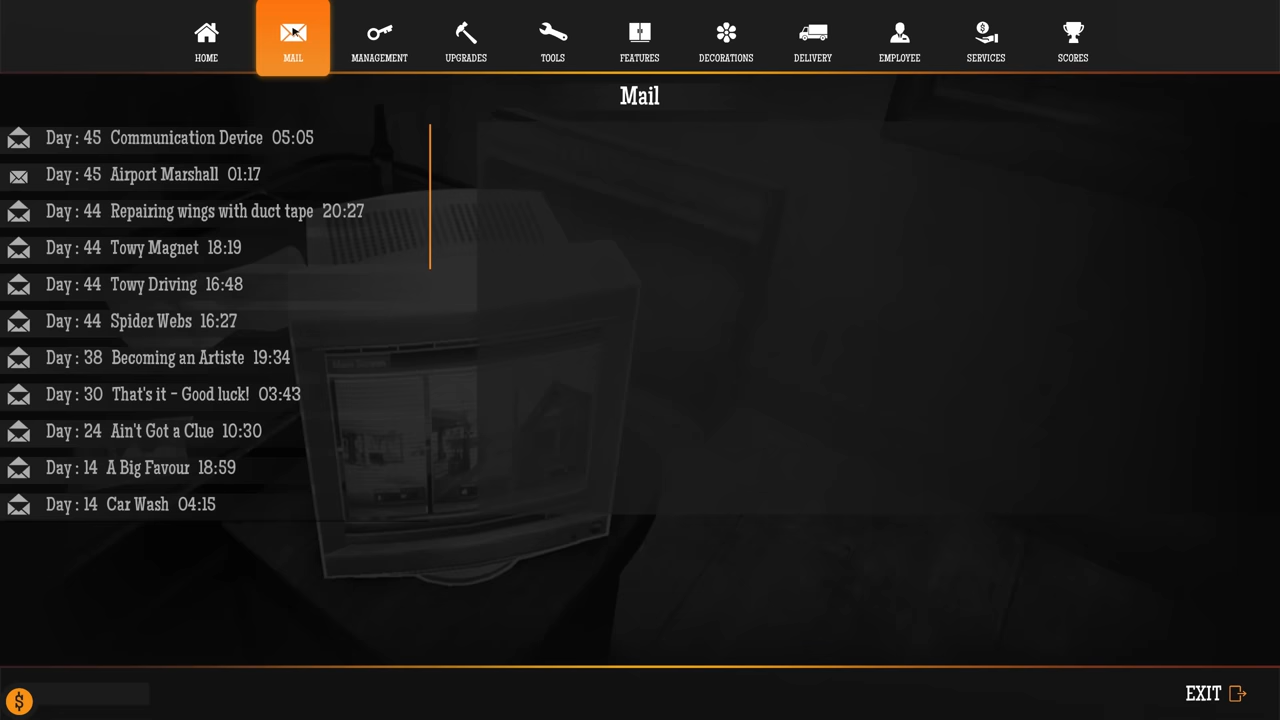 HOME MAIL MANAGEMENT UPGRADES TOOLS FEATURES DECORATIONS DELIVERY EMPLOYEE SERVICES SCORES
Mail
Day : 45 Communication Device 05:05
Day : 45 Airport Marshall 01:17
Day : 44 Repairing wings with duct tape 20:27
Day : 44 Towy Magnet 18:19
Day : 44 Towy Driving 16:48
Day : 44 Spider Webs 16:27
Day : 38 Becoming an Artiste 19:34
Day : 30 That's it - Good luck! 03:43
Day : 24 Ain't Got a Clue 10:30
Day : 14 A Big Favour 18:59
Day : 14 Car Wash 04:15
$ EXIT